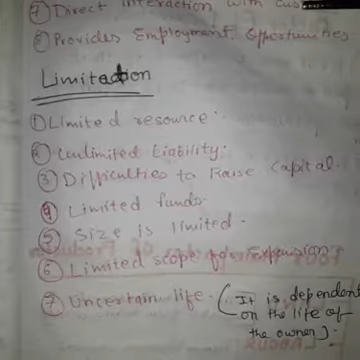 ⑦ Direct Interaction with Cus
⑧ Provides Employment Opportunities
Limitation
① Limited resource.
② Unlimited Liability.
③ Difficulties to Raise Capital.
④ Limited funds.
⑤ Size is limited.
⑥ Limited scope of Expansion
⑦ Uncertain life. (It is dependent
on the life of
the owner).